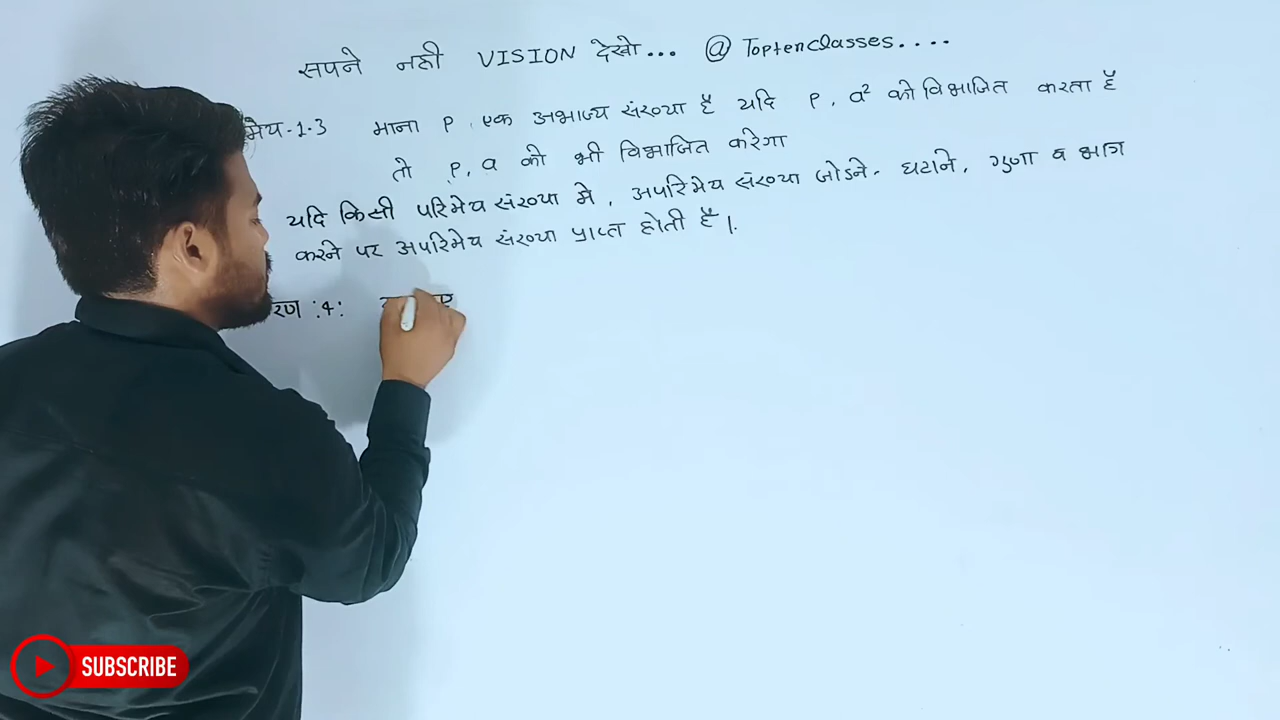 सपने नही VISION देखो... @ Toptenclasses....
मेय-1.3 माना P, एक अभाज्य संख्या है यदि P, a² को विभाजित करता है
तो P, a को भी विभाजित करेगा
यदि किसी परिमेय संख्या मे, अपरिमेय संख्या जोडने, घटाने, गुणा व भाग
करने पर अपरिमेय संख्या प्राप्त होती है।
रण :4:
SUBSCRIBE